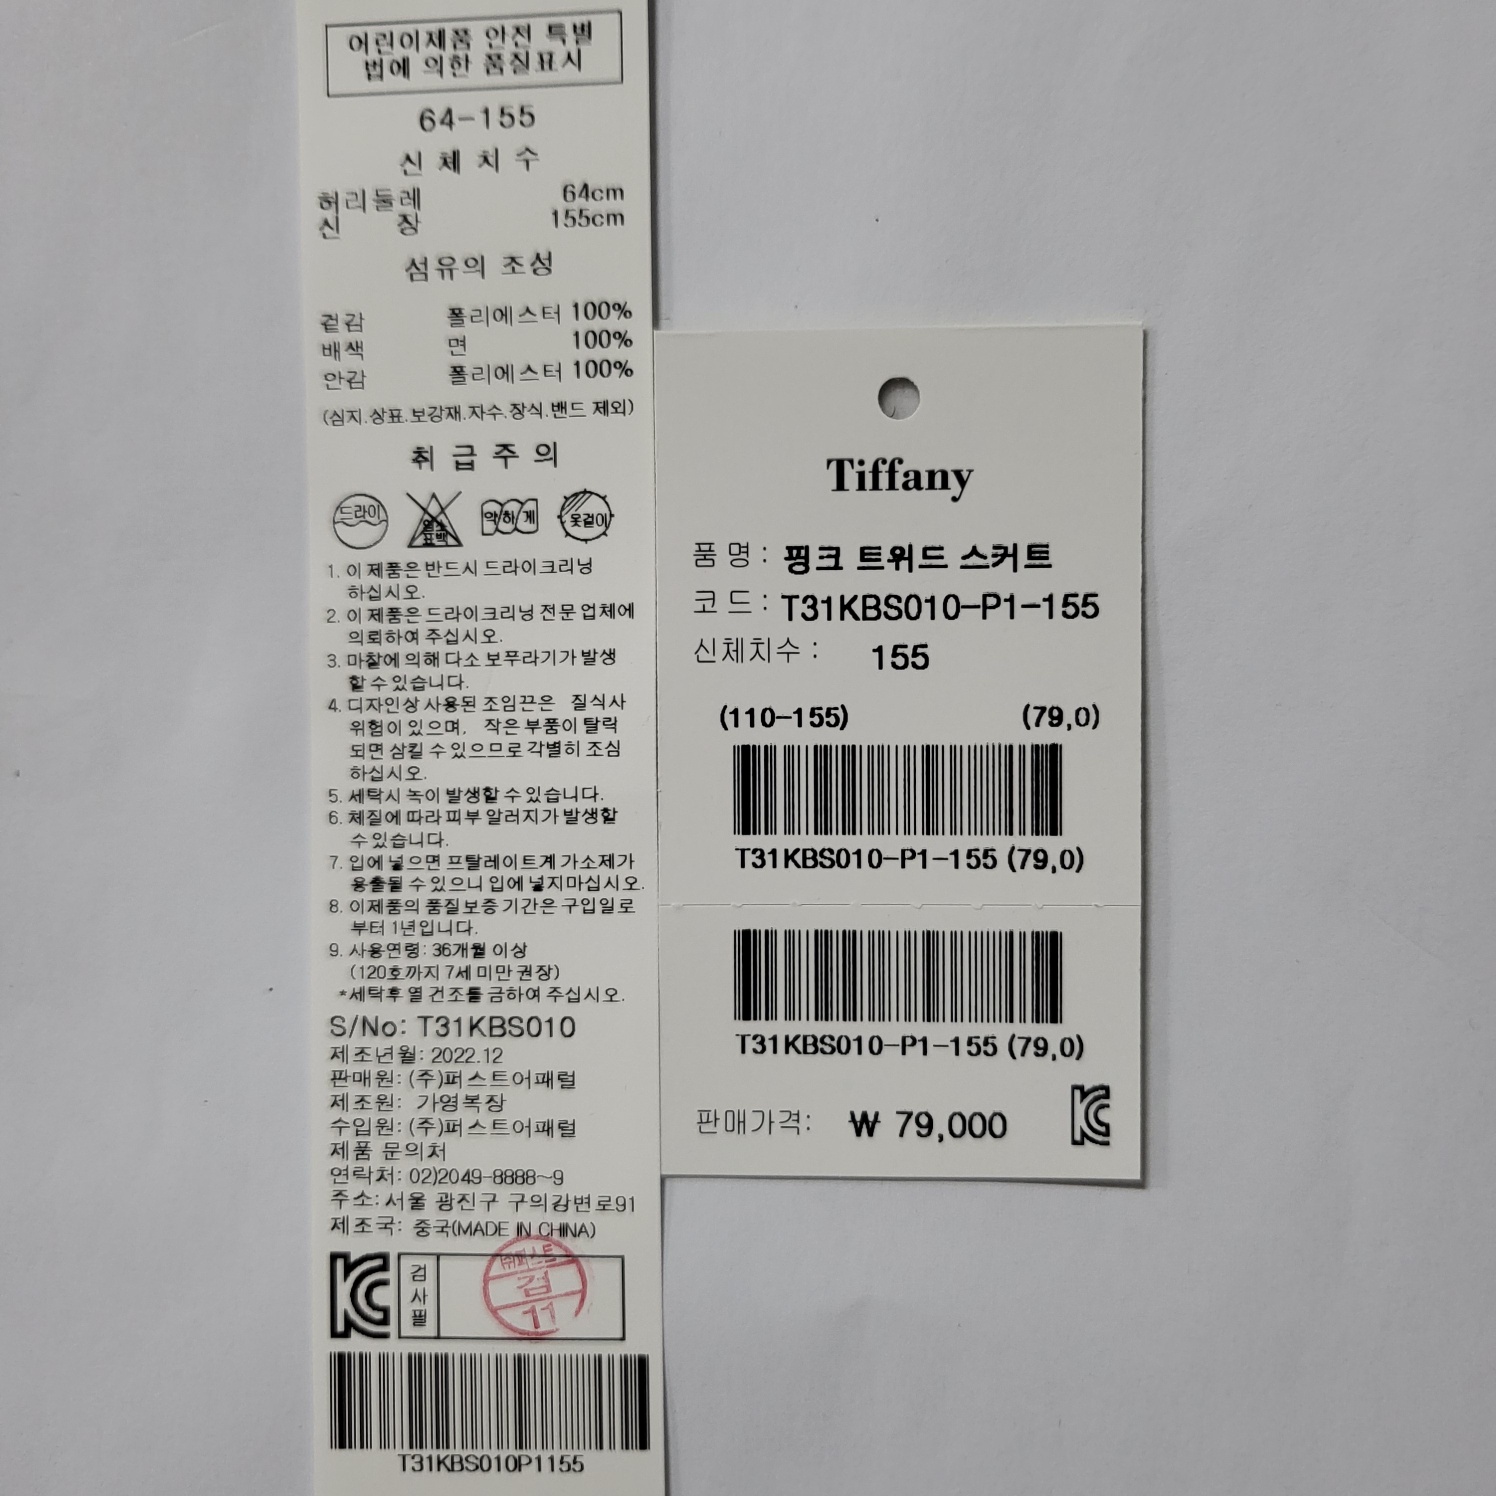 어린이제품 안전 특별
법에 의한 품질표시
64-155
신 체 치 수
허리둘레 64cm
신 장 155cm
섬유의 조성
겉감 폴리에스터 100%
배색 면 100%
안감 폴리에스터 100%
(심지.상표.보강재.자수.장식.밴드 제외)
취 급 주 의
드라이 염소표백 약하게 옷걸이
1. 이 제품은 반드시 드라이크리닝
하십시오.
2. 이 제품은 드라이크리닝 전문 업체에
의뢰하여 주십시오.
3. 마찰에 의해 다소 보푸라기가 발생
할 수 있습니다.
4. 디자인상 사용된 조임끈은 질식사
위험이 있으며, 작은 부품이 탈락
되면 삼킬 수 있으므로 각별히 조심
하십시오.
5. 세탁시 녹이 발생할 수 있습니다.
6. 체질에 따라 피부 알러지가 발생할
수 있습니다.
7. 입에 넣으면 프탈레이트계 가소제가
용출될 수 있으니 입에 넣지마십시오.
8. 이제품의 품질보증 기간은 구입일로
부터 1년입니다.
9. 사용연령: 36개월 이상
(120호까지 7세 미만 권장)
*세탁후 열 건조를 금하여 주십시오.
S/No: T31KBS010
제조년월: 2022.12
판매원: (주)퍼스트어패럴
제조원: 가영복장
수입원: (주)퍼스트어패럴
제품 문의처
연락처: 02)2049-8888~9
주소: 서울 광진구 구의강변로91
제조국: 중국(MADE IN CHINA)
KC 검사필
㈜퍼스트
검
11
T31KBS010P1155
Tiffany
품 명 : 핑크 트위드 스커트
코 드 : T31KBS010-P1-155
신체치수 : 155
(110-155) (79,0)
T31KBS010-P1-155 (79,0)
T31KBS010-P1-155 (79,0)
판매가격: ₩ 79,000
KC